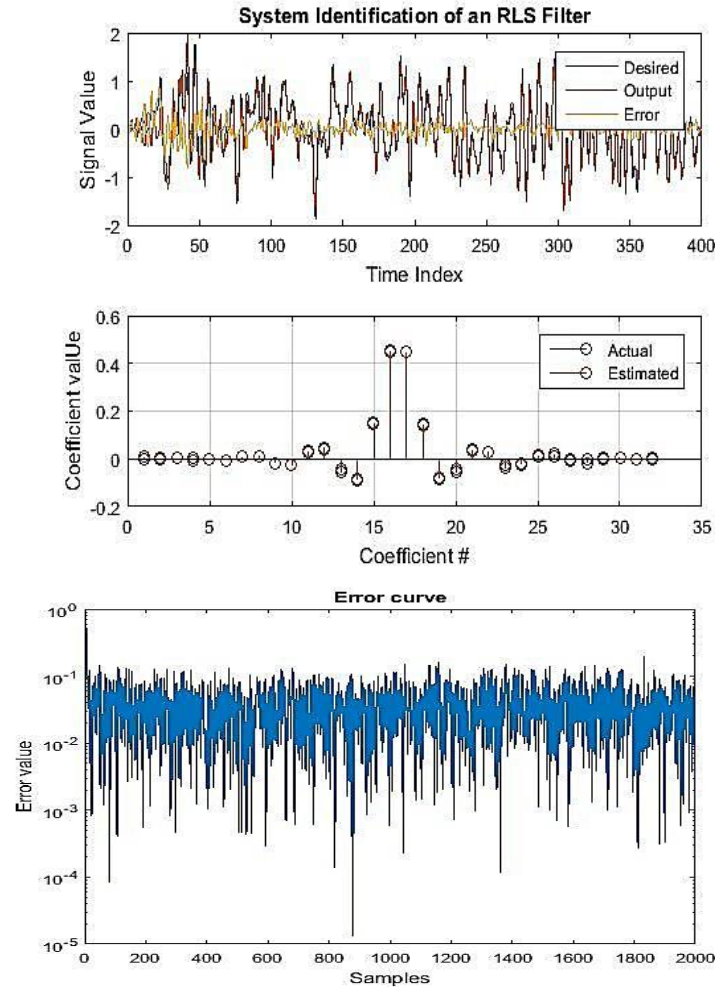 System Identification of an RLS Filter
2
1
0
-1
-2
Signal Value
Desired
Output
Error
0 50 100 150 200 250 300 350 400
Time Index
0.6
0.4
0.2
0
-0.2
Coefficient valUe
Actual
Estimated
0 5 10 15 20 25 30 35
Coefficient #
Error curve
10^0
10^-1
10^-2
10^-3
10^-4
10^-5
Error value
0 200 400 600 800 1000 1200 1400 1600 1800 2000
Samples